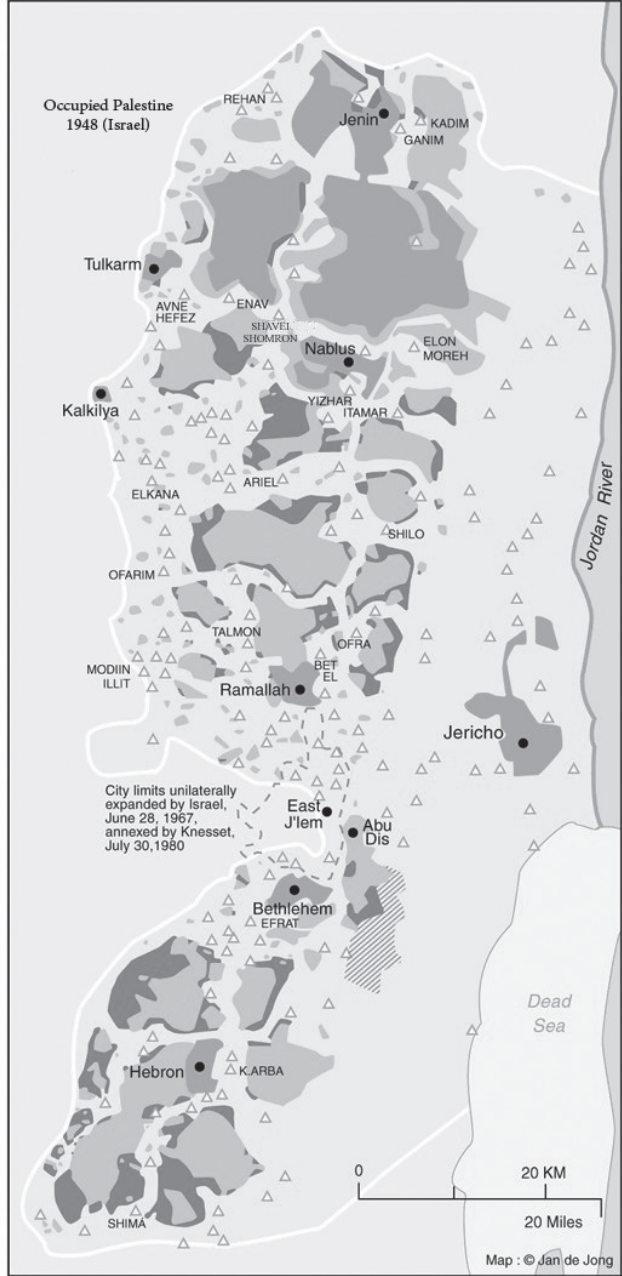 Occupied Palestine
1948 (Israel)
REHAN
Jenin
KADIM
GANIM
Tulkarm
AVNE
HEFEZ
ENAV
SHAVEI
SHOMRON
Nablus
ELON
MOREH
Kalkilya
YIZHAR
ITAMAR
ARIEL
ELKANA
SHILO
Jordan River
OFARIM
TALMON
OFRA
BET
EL
MODIIN
ILLIT
Ramallah
Jericho
City limits unilaterally
expanded by Israel,
June 28, 1967,
annexed by Knesset,
July 30,1980
East
J'lem
Abu
Dis
Bethlehem
EFRAT
Dead
Sea
Hebron
K.ARBA
SHIMA
0
20 KM
20 Miles
Map : © Jan de Jong